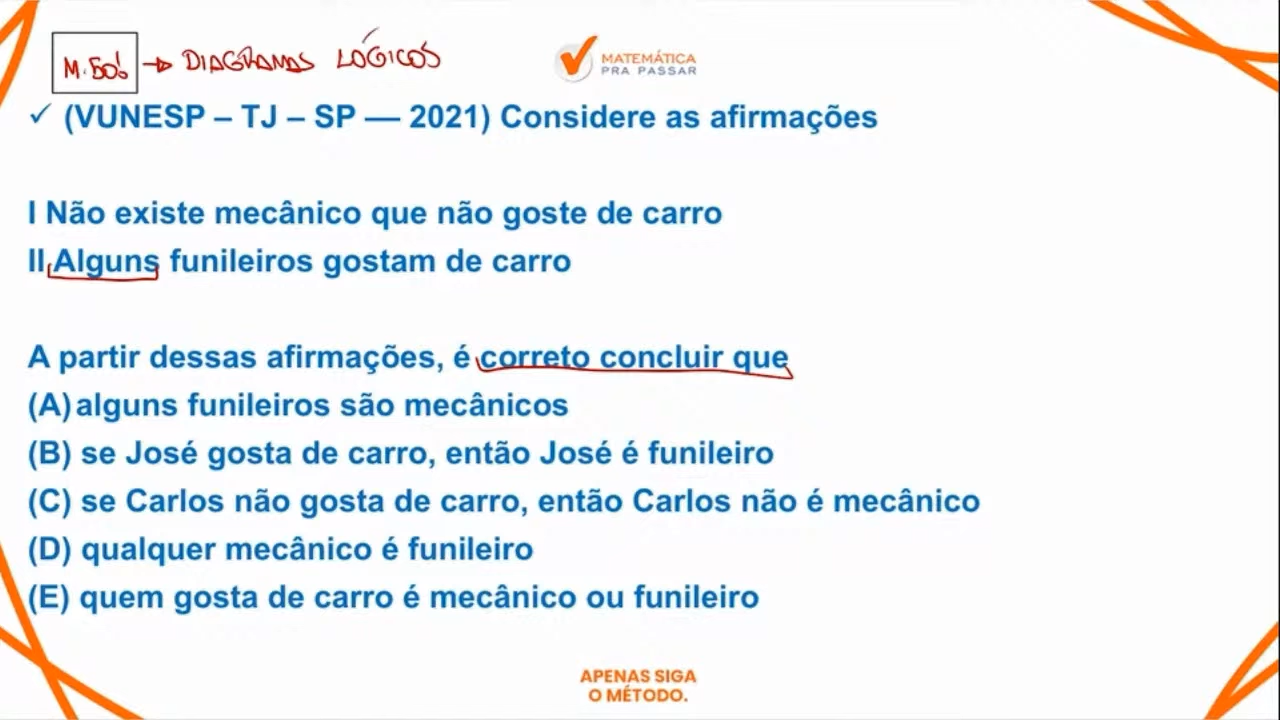 M.50% → DIAGRAMAS LÓGICOS
MATEMÁTICA
PRA PASSAR
✓ (VUNESP – TJ – SP –– 2021) Considere as afirmações
I Não existe mecânico que não goste de carro
II Alguns funileiros gostam de carro
A partir dessas afirmações, é correto concluir que
(A) alguns funileiros são mecânicos
(B) se José gosta de carro, então José é funileiro
(C) se Carlos não gosta de carro, então Carlos não é mecânico
(D) qualquer mecânico é funileiro
(E) quem gosta de carro é mecânico ou funileiro
APENAS SIGA
O MÉTODO.